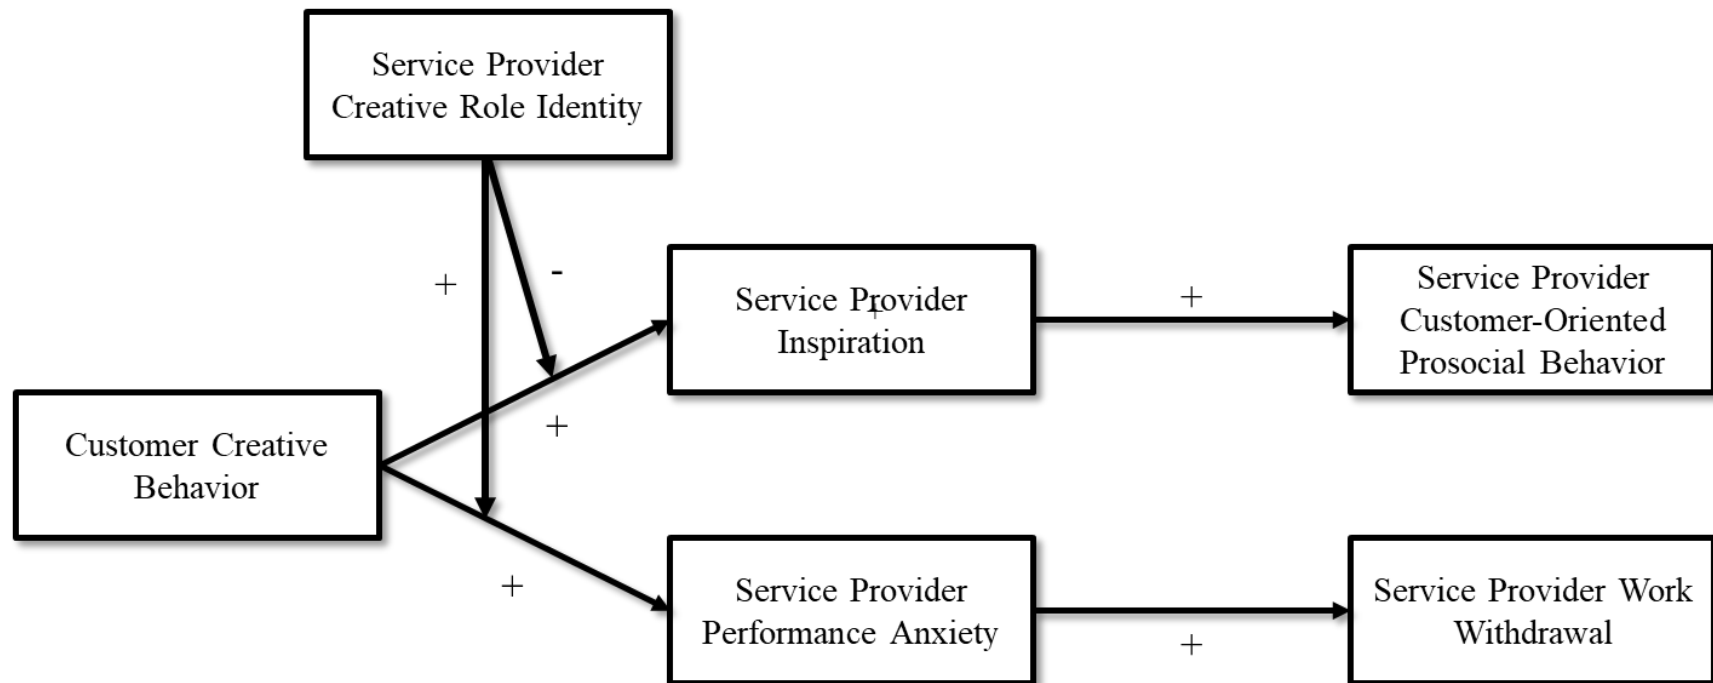 Service Provider
Creative Role Identity
+
-
Service Provider
+
Inspiration
+
Service Provider
Customer-Oriented
Prosocial Behavior
Customer Creative
Behavior
+
+
Service Provider
Performance Anxiety
+
Service Provider Work
Withdrawal